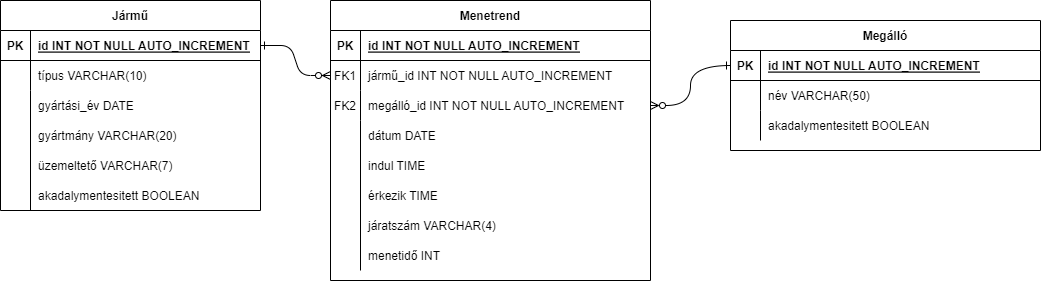 Jármű
PK id INT NOT NULL AUTO_INCREMENT
típus VARCHAR(10)
gyártási_év DATE
gyártmány VARCHAR(20)
üzemeltető VARCHAR(7)
akadalymentesitett BOOLEAN
Menetrend
PK id INT NOT NULL AUTO_INCREMENT
FK1 jármű_id INT NOT NULL AUTO_INCREMENT
FK2 megálló_id INT NOT NULL AUTO_INCREMENT
dátum DATE
indul TIME
érkezik TIME
járatszám VARCHAR(4)
menetidő INT
Megálló
PK id INT NOT NULL AUTO_INCREMENT
név VARCHAR(50)
akadalymentesitett BOOLEAN